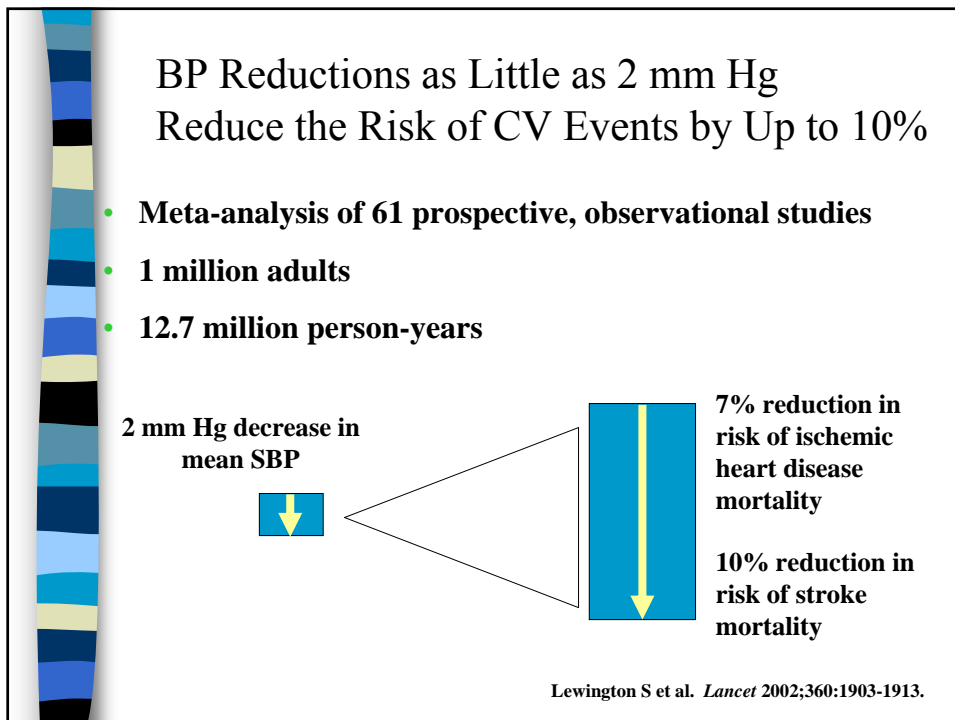 BP Reductions as Little as 2 mm Hg
Reduce the Risk of CV Events by Up to 10%
• Meta-analysis of 61 prospective, observational studies
• 1 million adults
• 12.7 million person-years
2 mm Hg decrease in
mean SBP
7% reduction in
risk of ischemic
heart disease
mortality
10% reduction in
risk of stroke
mortality
Lewington S et al. Lancet 2002;360:1903-1913.